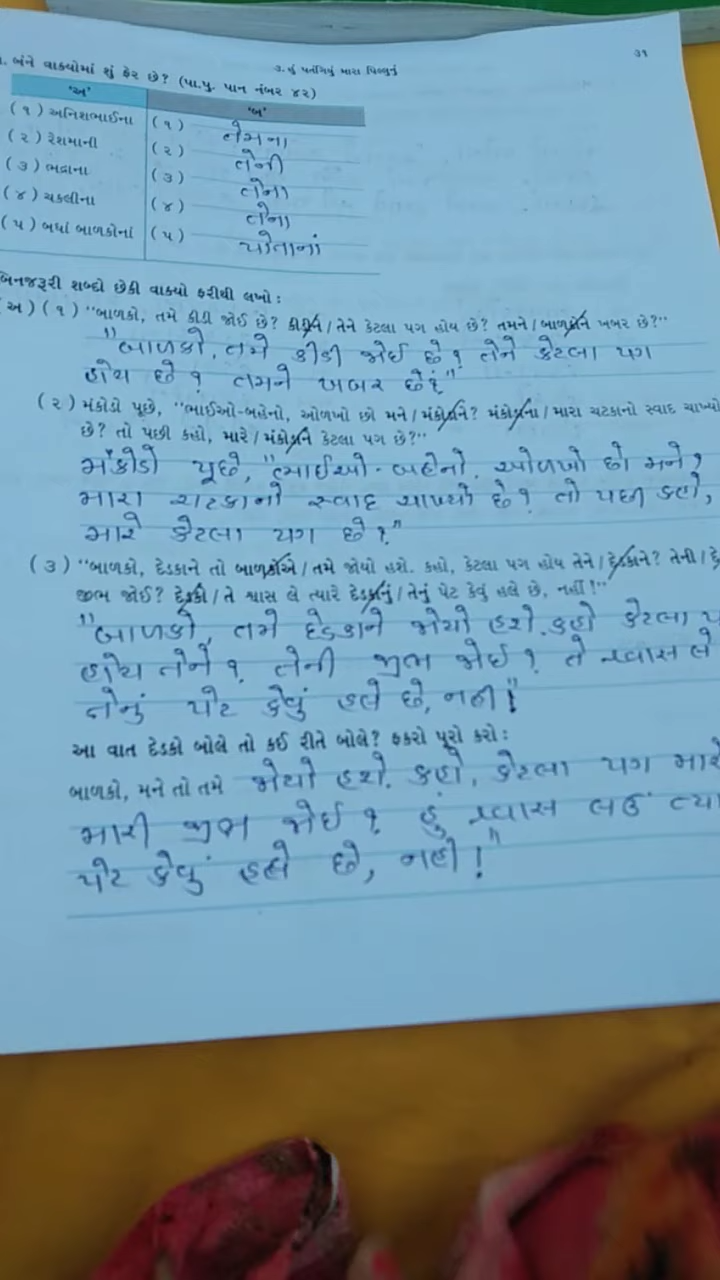 ૩. હું પતંગિયું મારા વિલ્લુનું
૩૧
. બંને વાક્યોમાં શું ફેર છે? (પા.પુ. પાન નંબર ૪૨)
'અ' 'બ'
(૧) અનિશભાઈના (૧) તેમના
(૨) રેશમાની (૨) તેની
(૩) ભદ્રાના (૩) તેના
(૪) ચકલીના (૪) તેના
(૫) બધાં બાળકોનાં (૫) પોતાનાં
બિનજરૂરી શબ્દો છેકી વાક્યો ફરીથી લખો :
(અ) (૧) "બાળકો, તમે કીડી જોઈ છે? કીડીને / તેને કેટલા પગ હોય છે? તમને / બાળકોને ખબર છે?"
"બાળકો, તમે કીડી જોઈ છે? તેને કેટલા પગ
હોય છે? તમને ખબર છે?"
(૨) મંકોડો પૂછે, "ભાઈઓ-બહેનો, ઓળખો છો મને / મંકોડાને? મંકોડાના / મારા ચટકાનો સ્વાદ ચાખ્યો
છે? તો પછી કહો, મારે / મંકોડાને કેટલા પગ છે?"
મંકોડો પૂછે, "ભાઈઓ-બહેનો, ઓળખો છો મને?
મારા ચટકાનો સ્વાદ ચાખ્યો છે? તો પછી કહો,
મારે કેટલા પગ છે?"
(૩) "બાળકો, દેડકાને તો બાળકોએ / તમે જોયો હશે. કહો, કેટલા પગ હોય તેને / દેડકાને? તેની /
જીભ જોઈ? દેડકો / તે શ્વાસ લે ત્યારે દેડકાનું / તેનું પેટ કેવું હલે છે, નહીં!"
"બાળકો, તમે દેડકાને જોયો હશે. કહો કેટલા
હોય તેને? તેની જીભ જોઈ? તે શ્વાસ લે
તેનું પેટ કેવું હલે છે, નહી!"
આ વાત દેડકો બોલે તો કઈ રીતે બોલે? ફકરો પૂરો કરો :
બાળકો, મને તો તમે જોયો હશે. કહો, કેટલા પગ મારે
મારી જીભ જોઈ? હું શ્વાસ લઉં
પેટ કેવું હલે છે, નહી!"